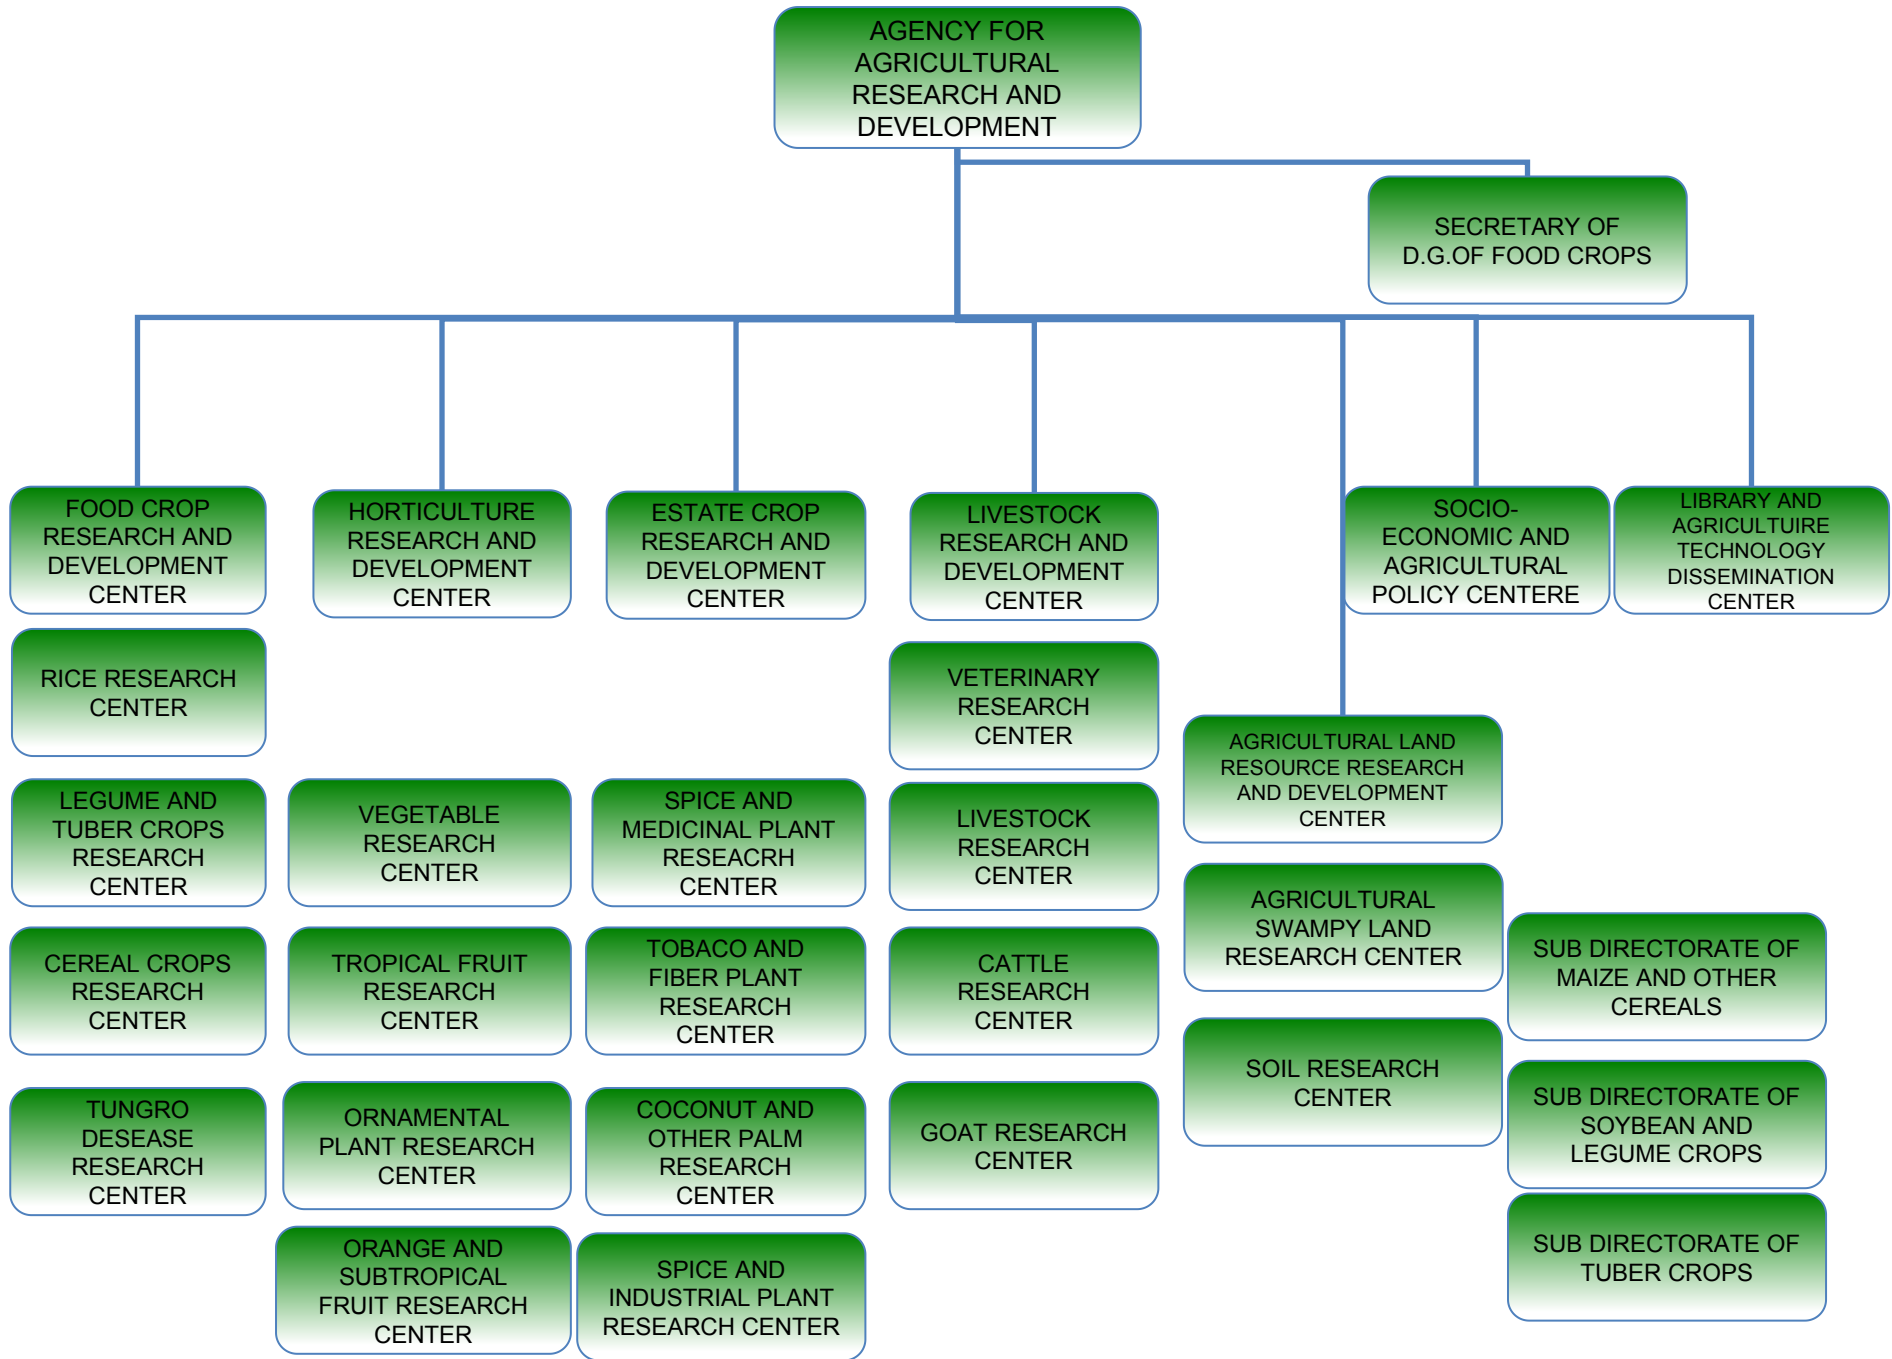 AGENCY FOR
AGRICULTURAL
RESEARCH AND
DEVELOPMENT
SECRETARY OF
D.G.OF FOOD CROPS
FOOD CROP
RESEARCH AND
DEVELOPMENT
CENTER
HORTICULTURE
RESEARCH AND
DEVELOPMENT
CENTER
ESTATE CROP
RESEARCH AND
DEVELOPMENT
CENTER
LIVESTOCK
RESEARCH AND
DEVELOPMENT
CENTER
SOCIO-
ECONOMIC AND
AGRICULTURAL
POLICY CENTERE
LIBRARY AND
AGRICULTUIRE
TECHNOLOGY
DISSEMINATION
CENTER
RICE RESEARCH
CENTER
VETERINARY
RESEARCH
CENTER
AGRICULTURAL LAND
RESOURCE RESEARCH
AND DEVELOPMENT
CENTER
LEGUME AND
TUBER CROPS
RESEARCH
CENTER
VEGETABLE
RESEARCH
CENTER
SPICE AND
MEDICINAL PLANT
RESEACRH
CENTER
LIVESTOCK
RESEARCH
CENTER
AGRICULTURAL
SWAMPY LAND
RESEARCH CENTER
CEREAL CROPS
RESEARCH
CENTER
TROPICAL FRUIT
RESEARCH
CENTER
TOBACO AND
FIBER PLANT
RESEARCH
CENTER
CATTLE
RESEARCH
CENTER
SUB DIRECTORATE OF
MAIZE AND OTHER
CEREALS
SOIL RESEARCH
CENTER
TUNGRO
DESEASE
RESEARCH
CENTER
ORNAMENTAL
PLANT RESEARCH
CENTER
COCONUT AND
OTHER PALM
RESEARCH
CENTER
GOAT RESEARCH
CENTER
SUB DIRECTORATE OF
SOYBEAN AND
LEGUME CROPS
ORANGE AND
SUBTROPICAL
FRUIT RESEARCH
CENTER
SPICE AND
INDUSTRIAL PLANT
RESEARCH CENTER
SUB DIRECTORATE OF
TUBER CROPS